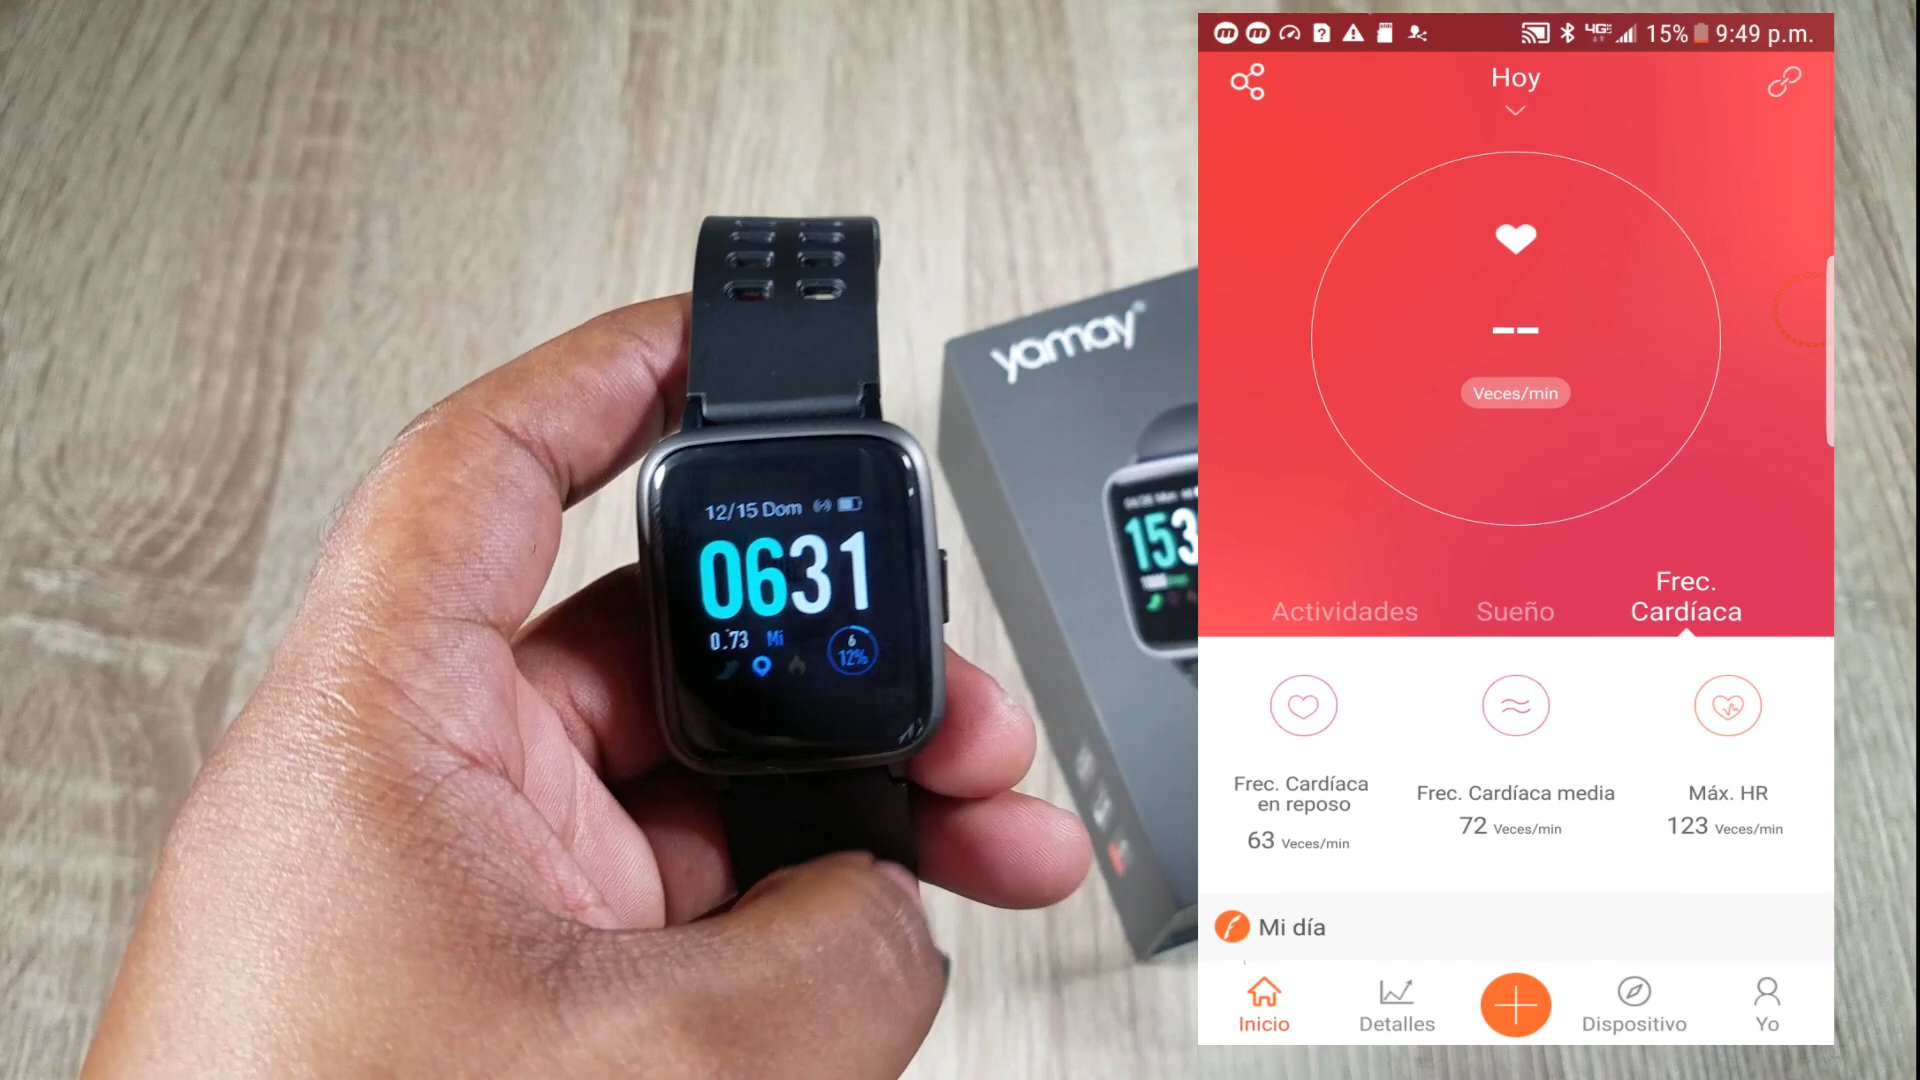 12/15 Dom
0631
0.73 Mi
6
12%
yamay
153
15% 9:49 p.m.
Hoy
--
Veces/min
Actividades
Sueño
Frec.
Cardíaca
Frec. Cardíaca
en reposo
63 Veces/min
Frec. Cardíaca media
72 Veces/min
Máx. HR
123 Veces/min
Mi día
Inicio
Detalles
Dispositivo
Yo